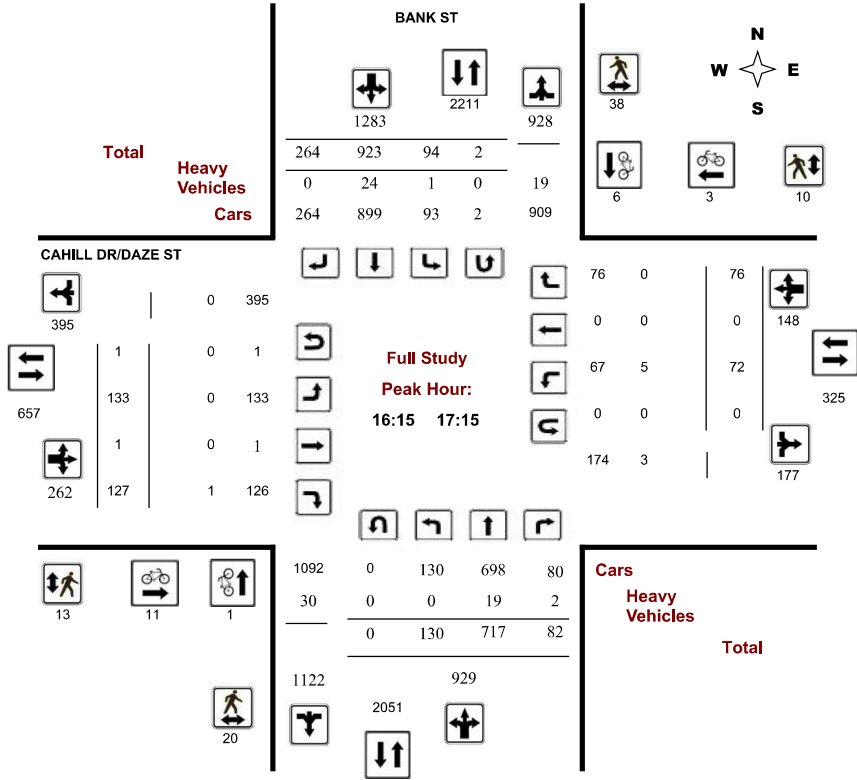 BANK ST
N
W E
S
2211
38
1283
928
Total
264 923 94 2
Heavy
Vehicles
0 24 1 0 19
6 3 10
Cars
264 899 93 2 909
CAHILL DR/DAZE ST
76 0 76
0 395
395
0 0 0
148
1 0 1
Full Study
67 5 72
657
133 0 133
Peak Hour:
325
16:15 17:15
0 0 0
1 0 1
174 3
177
262
127 1 126
1092 0 130 698 80
Cars
30 0 0 19 2
Heavy
Vehicles
13 11 1
0 130 717 82
Total
1122 929
2051
20